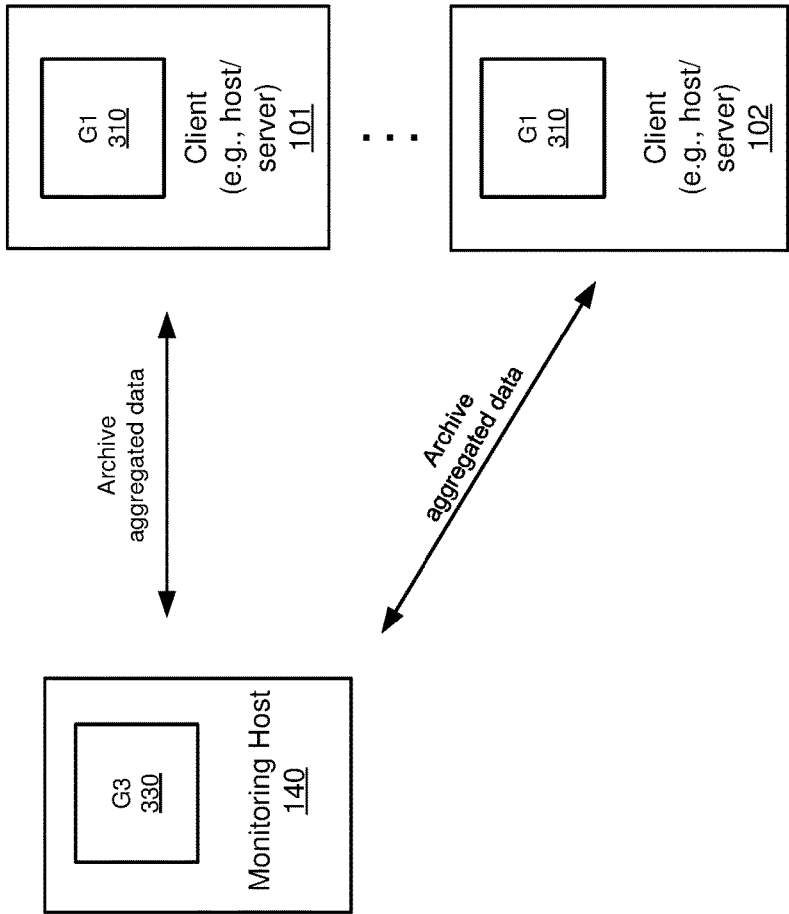 G1
310
Client
(e.g., host/
server)
101
...
G1
310
Client
(e.g., host/
server)
102
Archive
aggregated data
Archive
aggregated data
G3
330
Monitoring Host
140